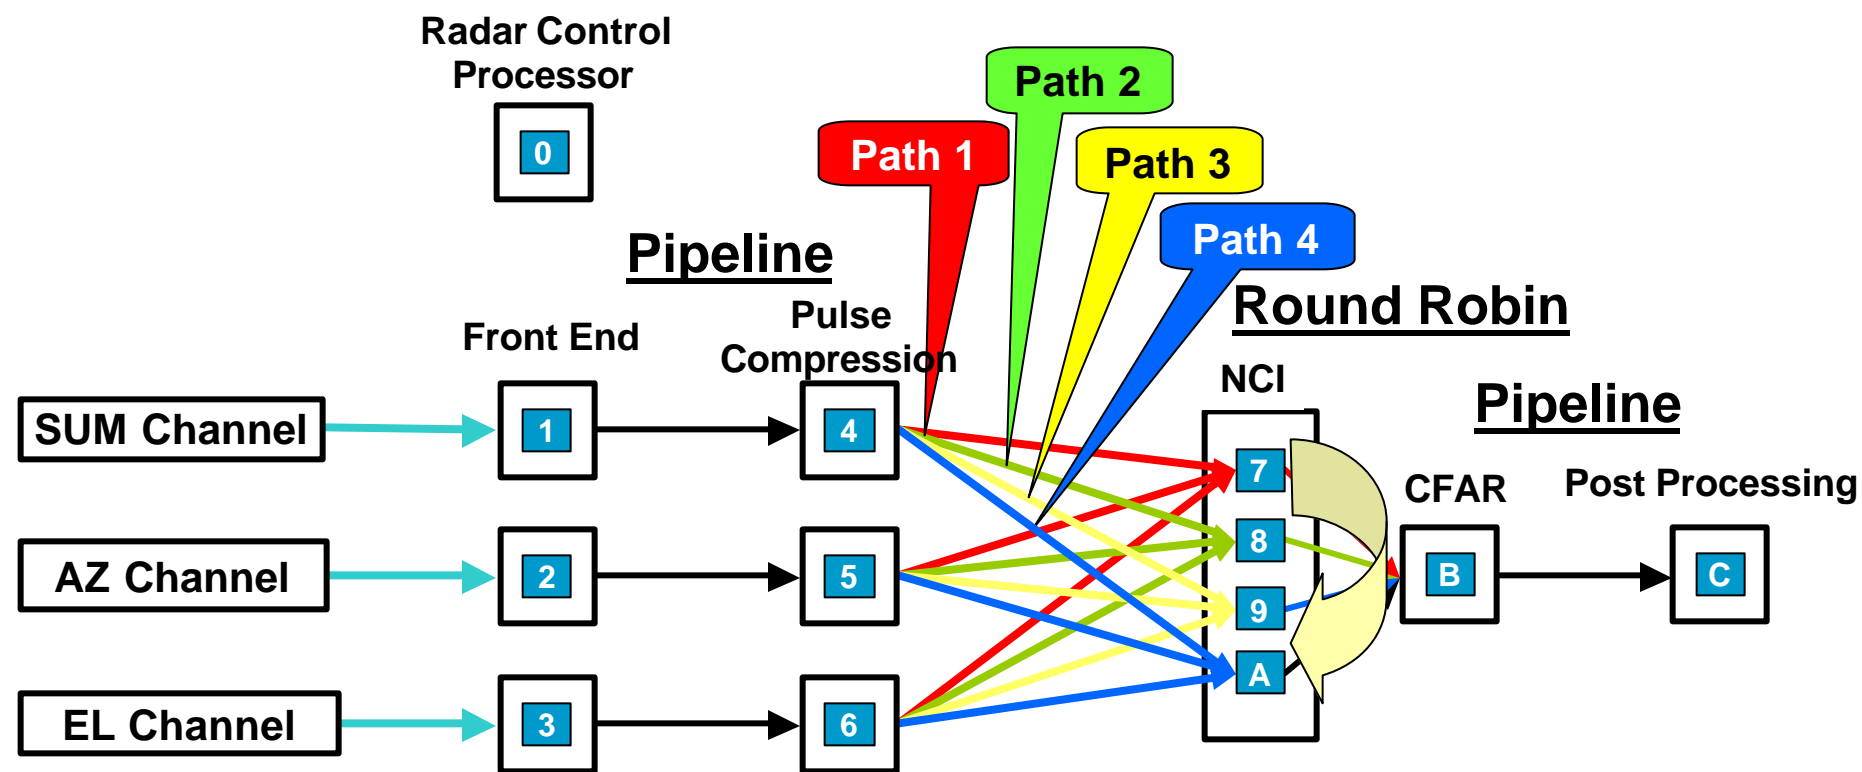 Radar Control
Processor
0
Path 1
Path 2
Path 3
Path 4
Pipeline
Round Robin
Pipeline
Front End
Pulse
Compression
NCI
CFAR
Post Processing
SUM Channel
1
4
7
8
9
A
AZ Channel
2
5
B
C
EL Channel
3
6